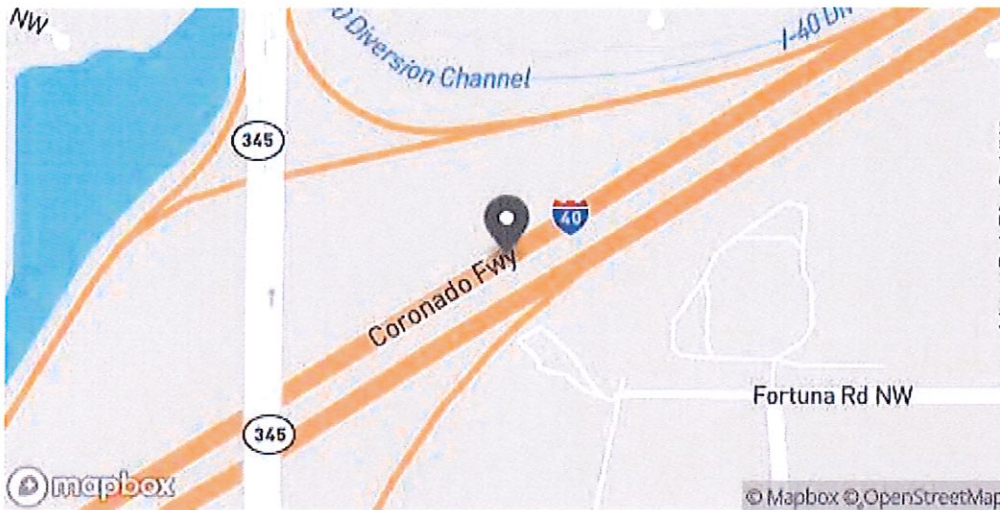 NW
Diversion Channel
I-40
345
40
Coronado Fwy
Fortuna Rd NW
345
mapbox
© Mapbox © OpenStreetMap